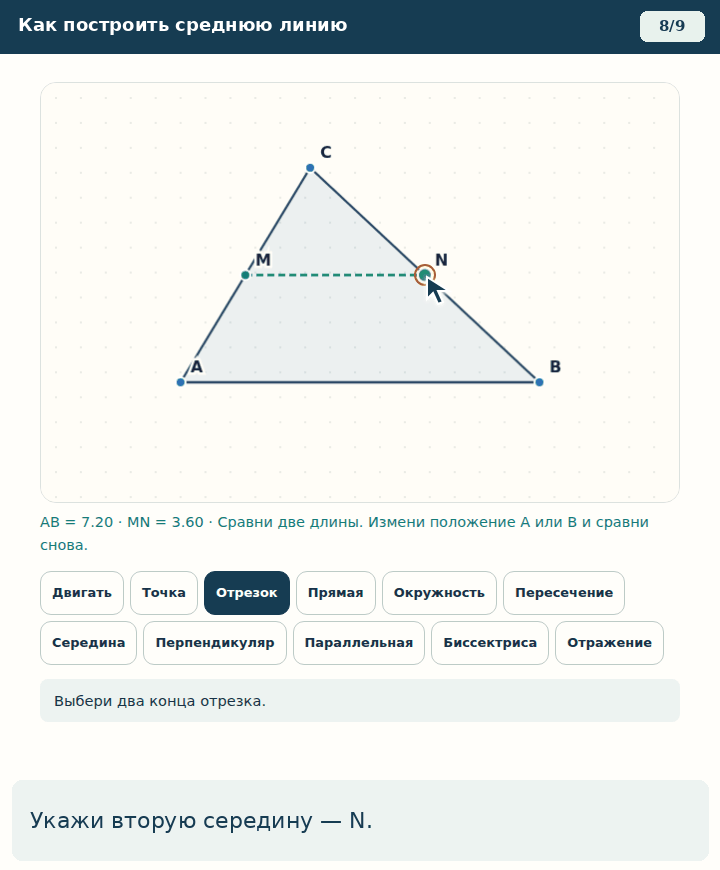 Как построить среднюю линию
8/9
C
M
N
A
B
AB = 7.20 · MN = 3.60 · Сравни две длины. Измени положение A или B и сравни
снова.
Двигать Точка Отрезок Прямая Окружность Пересечение
Середина Перпендикуляр Параллельная Биссектриса Отражение
Выбери два конца отрезка.
Укажи вторую середину — N.